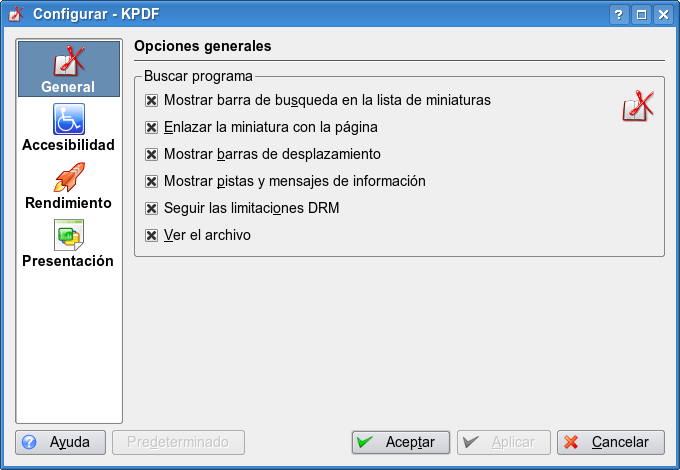 Configurar - KPDF
General
Accesibilidad
Rendimiento
Presentación
Opciones generales
Buscar programa
Mostrar barra de busqueda en la lista de miniaturas
Enlazar la miniatura con la página
Mostrar barras de desplazamiento
Mostrar pistas y mensajes de información
Seguir las limitaciones DRM
Ver el archivo
Ayuda
Predeterminado
Aceptar
Aplicar
Cancelar